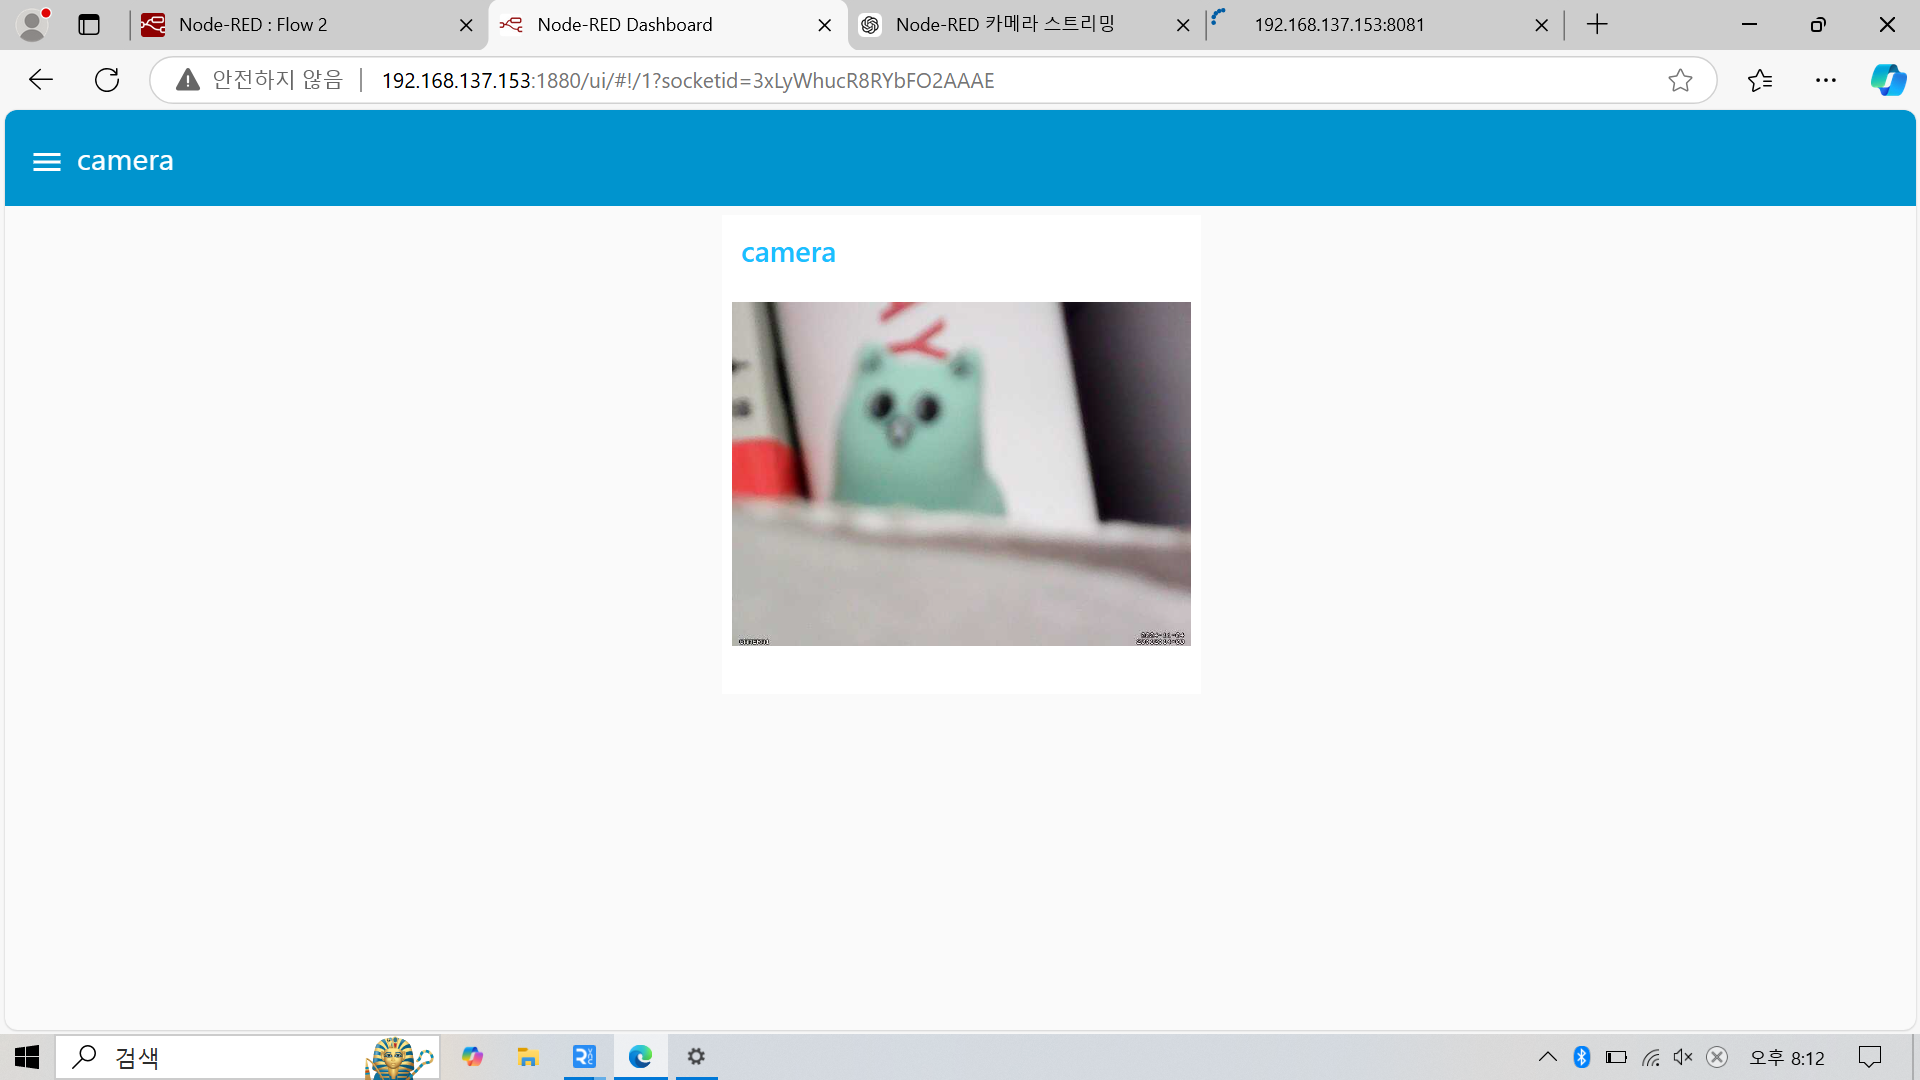 Node-RED : Flow 2
Node-RED Dashboard
Node-RED 카메라 스트리밍
192.168.137.153:8081
안전하지 않음
192.168.137.153:1880/ui/#!/1?socketid=3xLyWhucR8RYbFO2AAAE
camera
camera
검색
오후 8:12